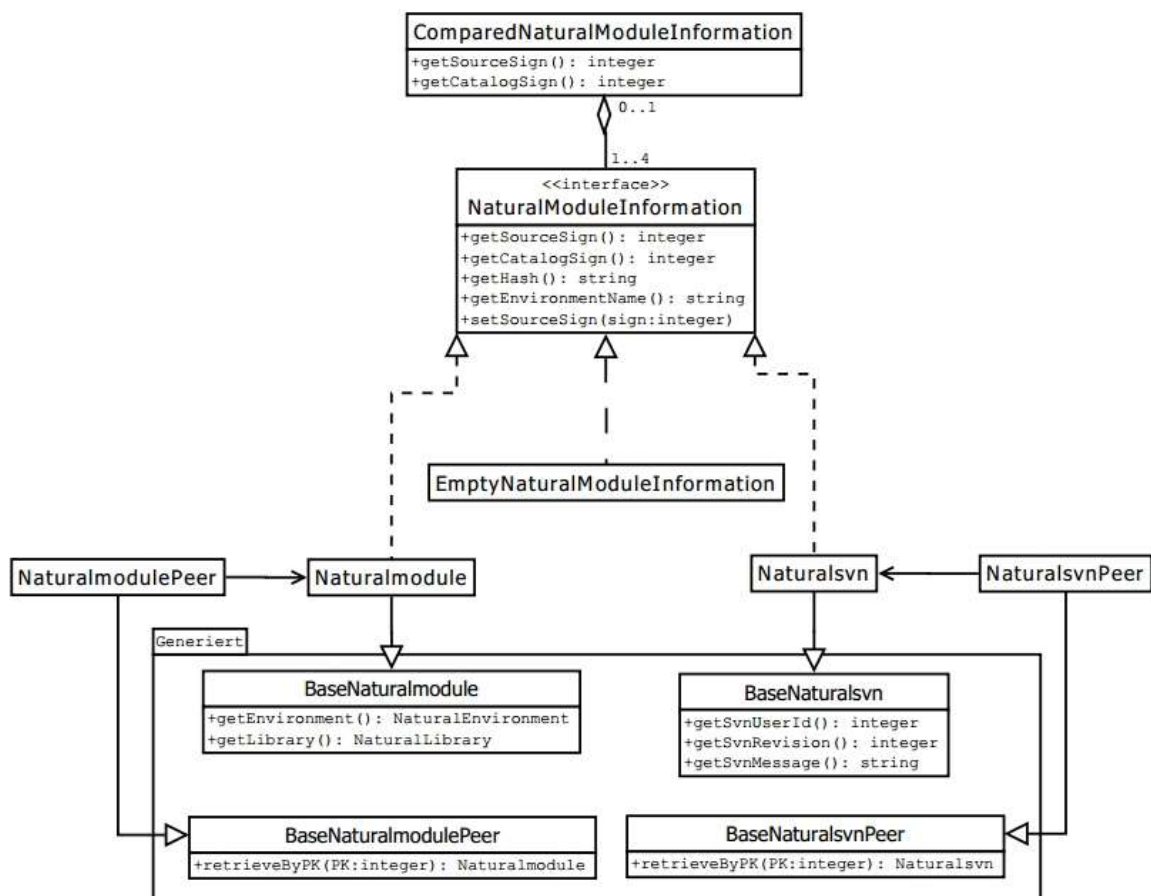 ComparedNaturalModuleInformation
+getSourceSign(): integer
+getCatalogSign(): integer
0..1
1..4
<<interface>>
NaturalModuleInformation
+getSourceSign(): integer
+getCatalogSign(): integer
+getHash(): string
+getEnvironmentName(): string
+setSourceSign(sign:integer)
EmptyNaturalModuleInformation
NaturalmodulePeer
Naturalmodule
Naturalsvn
NaturalsvnPeer
Generiert
BaseNaturalmodule
+getEnvironment(): NaturalEnvironment
+getLibrary(): NaturalLibrary
BaseNaturalsvn
+getSvnUserId(): integer
+getSvnRevision(): integer
+getSvnMessage(): string
BaseNaturalmodulePeer
+retrieveByPK(PK:integer): Naturalmodule
BaseNaturalsvnPeer
+retrieveByPK(PK:integer): Naturalsvn